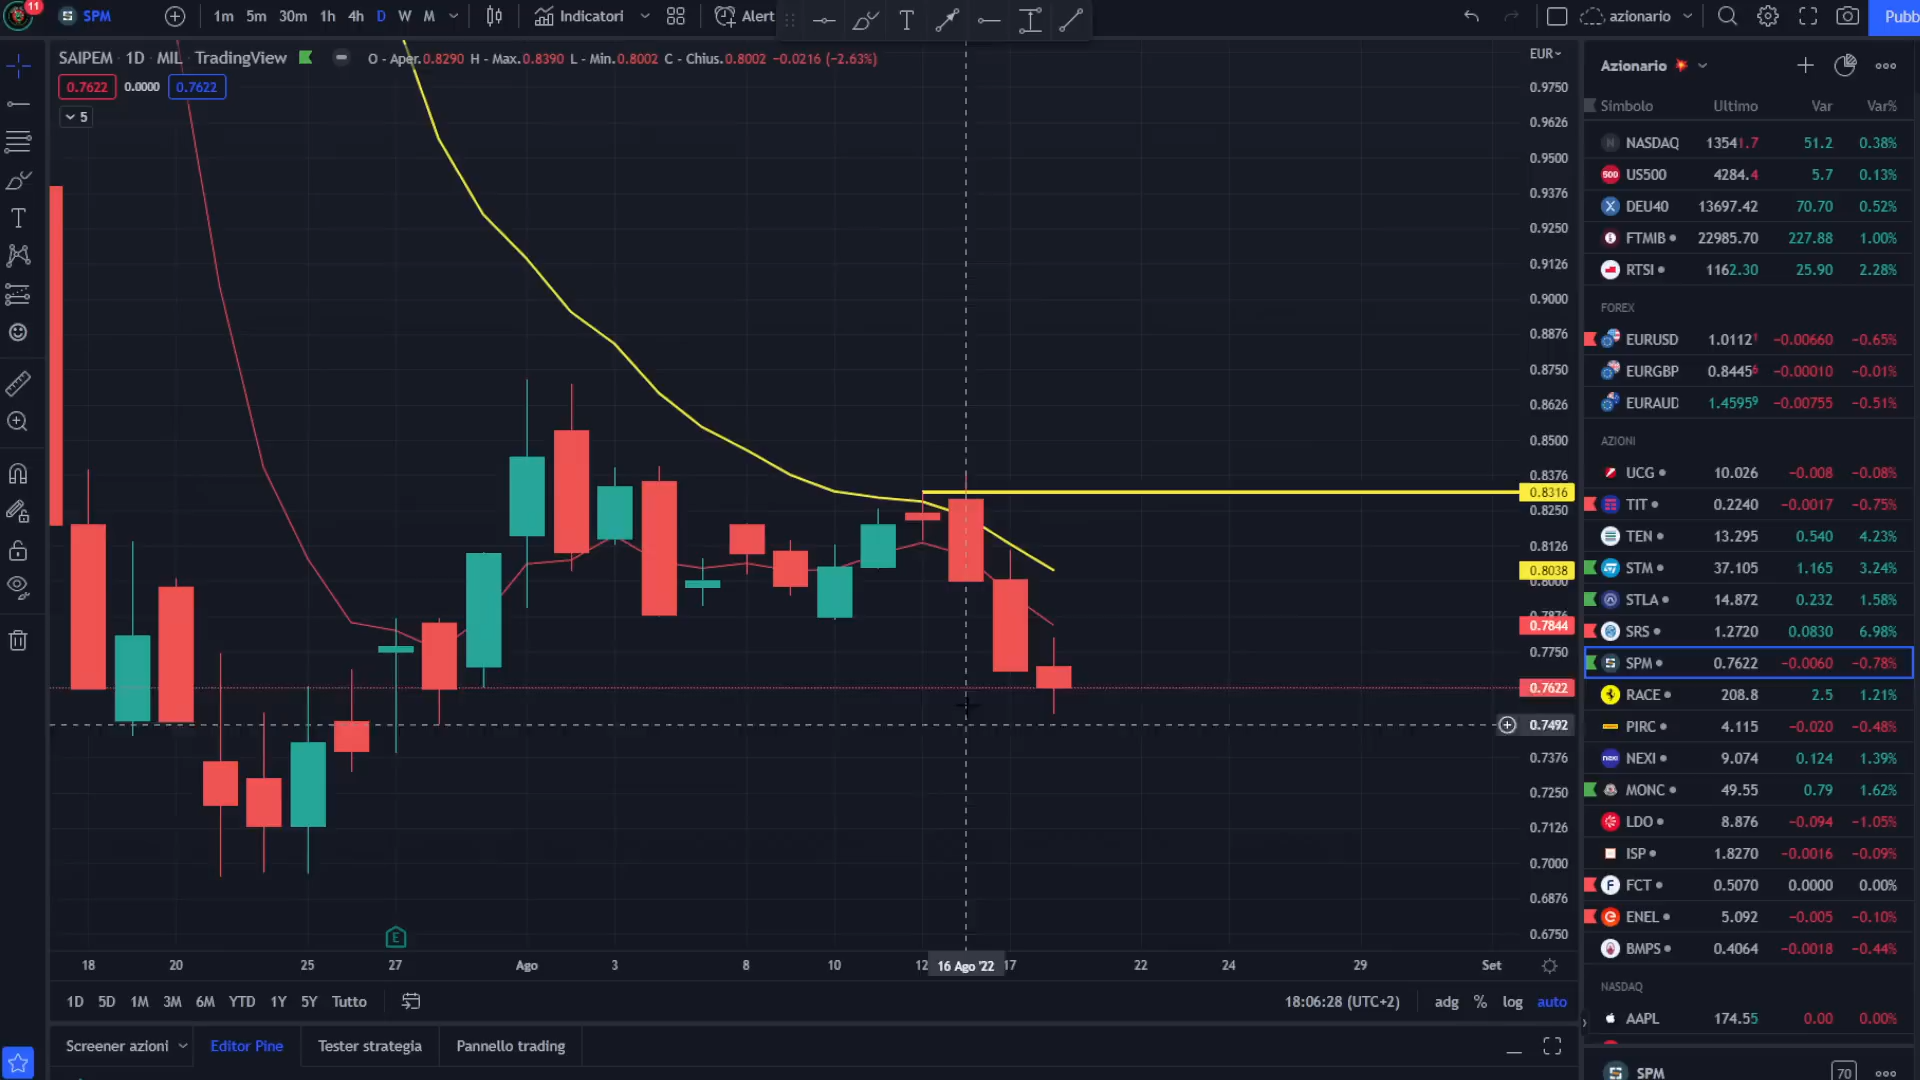 11
SPM
1m 5m 30m 1h 4h D W M
Indicatori
Alert
azionario
Pubb
SAIPEM 1D MIL TradingView
O - Aper.0.8290 H - Max.0.8390 L - Min.0.8002 C - Chius.0.8002 −0.0216 (−2.63%)
0.7622 0.0000 0.7622
5
EUR
0.9750
0.9626
0.9500
0.9376
0.9250
0.9126
0.9000
0.8876
0.8750
0.8626
0.8500
0.8376
0.8316
0.8250
0.8126
0.8038
0.8000
0.7876
0.7844
0.7750
0.7622
0.7492
0.7376
0.7250
0.7126
0.7000
0.6876
0.6750
E
18 20 25 27 Ago 3 8 10 12 16 Ago '22 17 22 24 29 Set
1D 5D 1M 3M 6M YTD 1Y 5Y Tutto
18:06:28 (UTC+2) adg % log auto
Screener azioni Editor Pine Tester strategia Pannello trading
Azionario
Simbolo Ultimo Var Var%
NASDAQ 13541.7 51.2 0.38%
500 US500 4284.4 5.7 0.13%
DEU40 13697.42 70.70 0.52%
FTMIB 22985.70 227.88 1.00%
RTSI 1162.30 25.90 2.28%
FOREX
EURUSD 1.0112¹ −0.00660 −0.65%
EURGBP 0.8445⁶ −0.00010 −0.01%
EURAUD 1.4595⁹ −0.00755 −0.51%
AZIONI
UCG 10.026 −0.008 −0.08%
TIT 0.2240 −0.0017 −0.75%
TEN 13.295 0.540 4.23%
STM 37.105 1.165 3.24%
STLA 14.872 0.232 1.58%
SRS 1.2720 0.0830 6.98%
SPM 0.7622 −0.0060 −0.78%
RACE 208.8 2.5 1.21%
PIRC 4.115 −0.020 −0.48%
nexi NEXI 9.074 0.124 1.39%
MONC 49.55 0.79 1.62%
LDO 8.876 −0.094 −1.05%
ISP 1.8270 −0.0016 −0.09%
F FCT 0.5070 0.0000 0.00%
ENEL 5.092 −0.005 −0.10%
BMPS 0.4064 −0.0018 −0.44%
NASDAQ
AAPL 174.55 0.00 0.00%
SPM 70